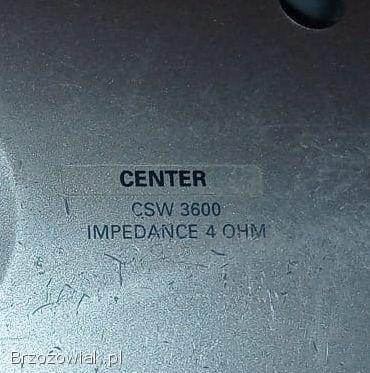 CENTER
CSW 3600
IMPEDANCE 4 OHM
Brzozowiak.pl